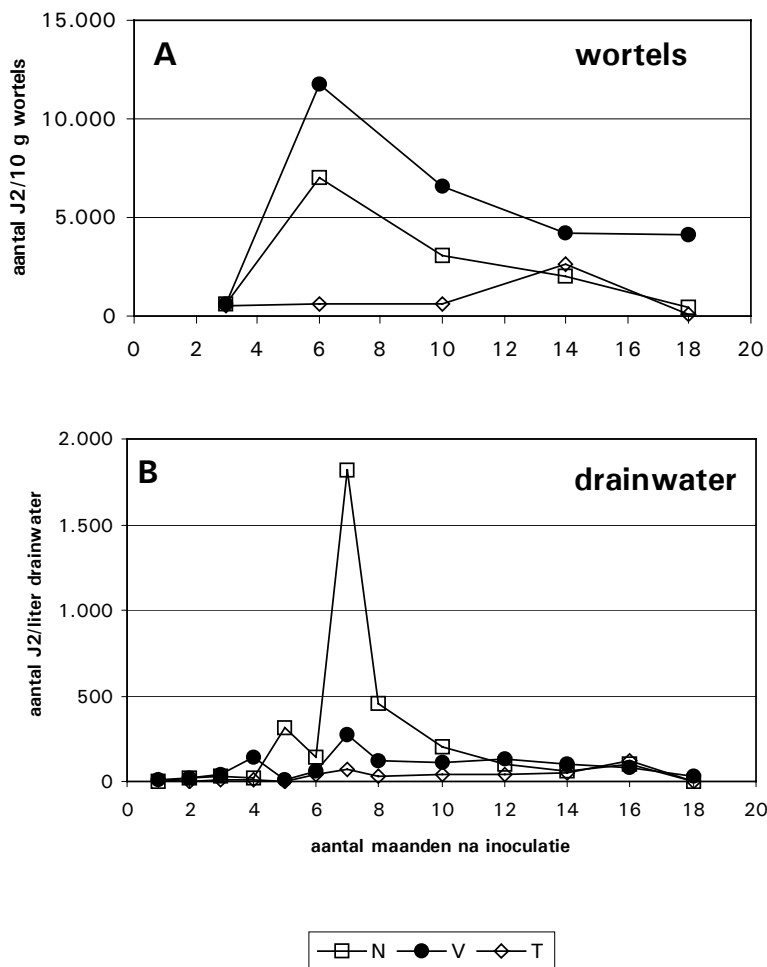 A
wortels
aantal J2/10 g wortels
15.000
10.000
5.000
0
0 2 4 6 8 10 12 14 16 18 20
B
drainwater
aantal J2/liter drainwater
2.000
1.500
1.000
500
0
0 2 4 6 8 10 12 14 16 18 20
aantal maanden na inoculatie
N V T